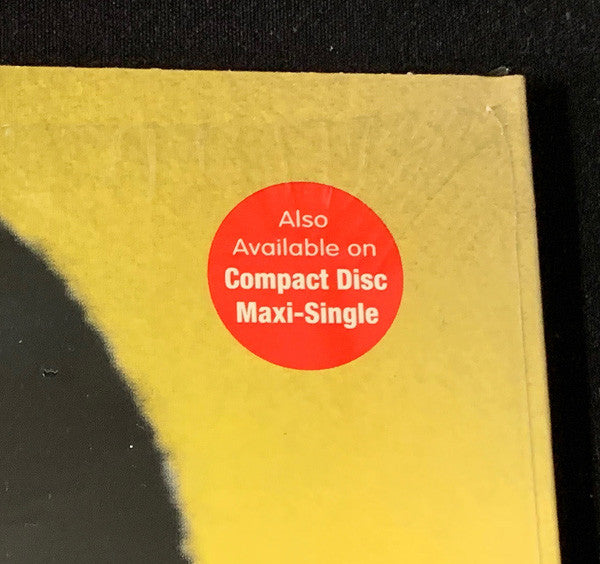 Also
Available on
Compact Disc
Maxi-Single